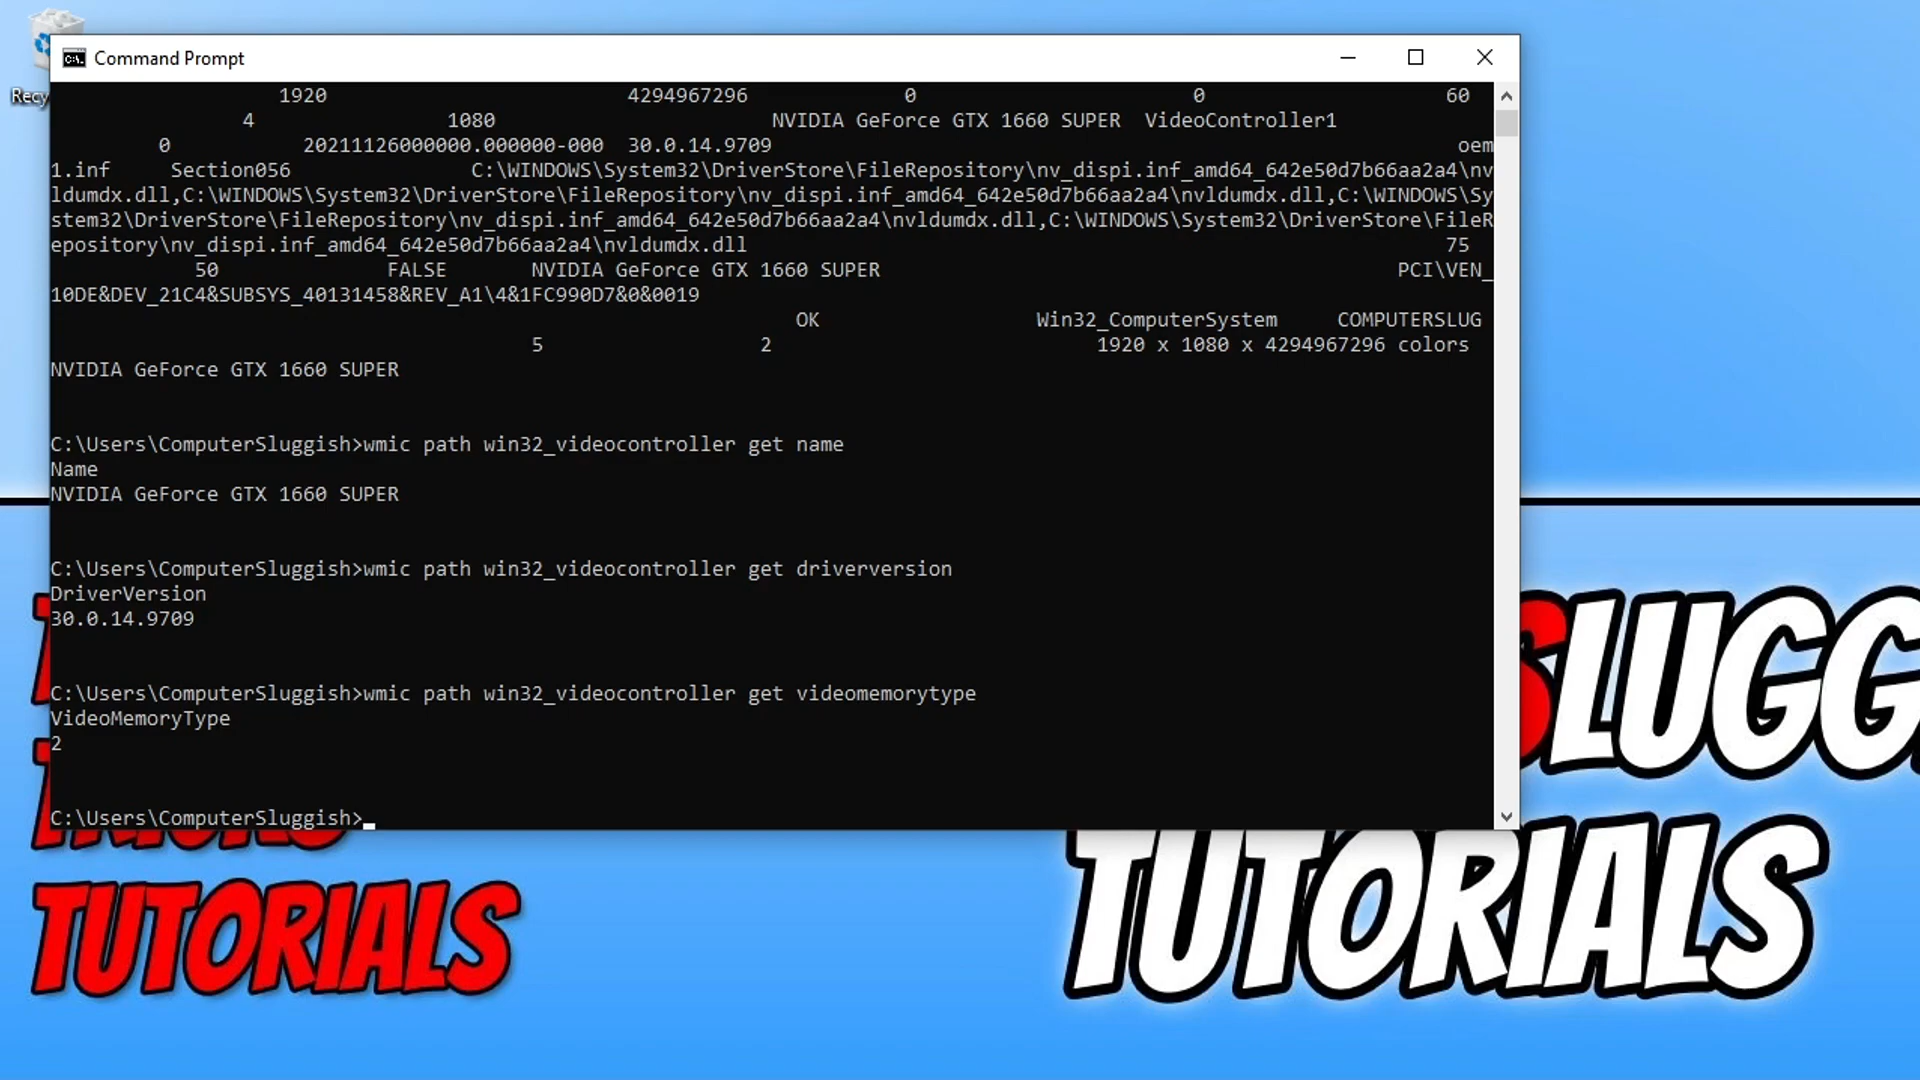 Recy
Command Prompt
1920 4294967296 0 0 60
4 1080 NVIDIA GeForce GTX 1660 SUPER VideoController1
0 20211126000000.000000-000 30.0.14.9709 oem
1.inf Section056 C:\WINDOWS\System32\DriverStore\FileRepository\nv_dispi.inf_amd64_642e50d7b66aa2a4\nv
ldumdx.dll,C:\WINDOWS\System32\DriverStore\FileRepository\nv_dispi.inf_amd64_642e50d7b66aa2a4\nvldumdx.dll,C:\WINDOWS\Sy
stem32\DriverStore\FileRepository\nv_dispi.inf_amd64_642e50d7b66aa2a4\nvldumdx.dll,C:\WINDOWS\System32\DriverStore\FileR
epository\nv_dispi.inf_amd64_642e50d7b66aa2a4\nvldumdx.dll 75
50 FALSE NVIDIA GeForce GTX 1660 SUPER PCI\VEN_
10DE&DEV_21C4&SUBSYS_40131458&REV_A1\4&1FC990D7&0&0019
OK Win32_ComputerSystem COMPUTERSLUG
5 2 1920 x 1080 x 4294967296 colors
NVIDIA GeForce GTX 1660 SUPER
C:\Users\ComputerSluggish>wmic path win32_videocontroller get name
Name
NVIDIA GeForce GTX 1660 SUPER
C:\Users\ComputerSluggish>wmic path win32_videocontroller get driverversion
DriverVersion
30.0.14.9709
C:\Users\ComputerSluggish>wmic path win32_videocontroller get videomemorytype
VideoMemoryType
2
C:\Users\ComputerSluggish>
SLUGG
TUTORIALS
TUTORIALS